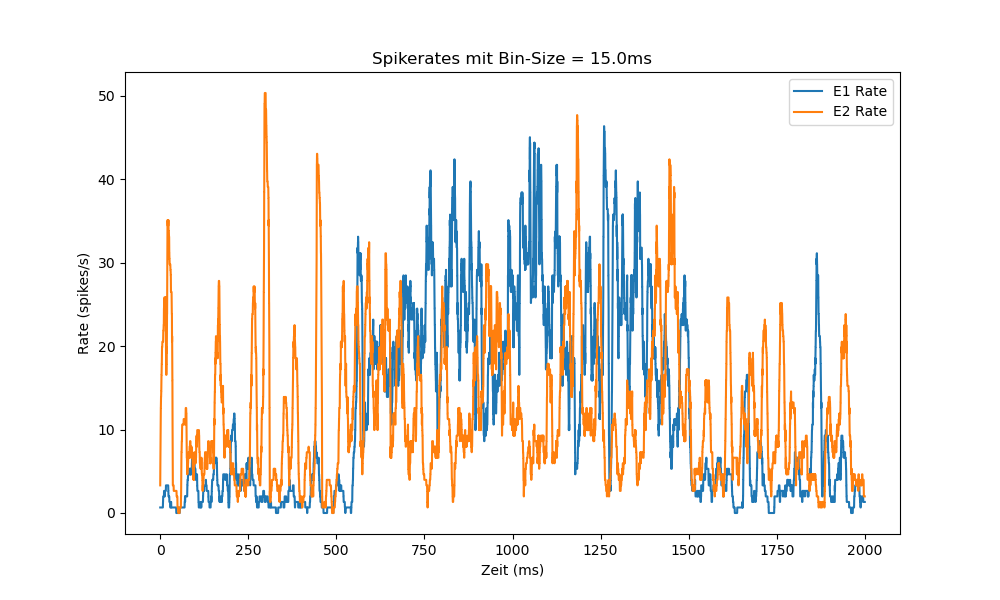 Spikerates mit Bin-Size = 15.0ms
E1 Rate
E2 Rate
50
40
30
20
10
0
Rate (spikes/s)
0 250 500 750 1000 1250 1500 1750 2000
Zeit (ms)